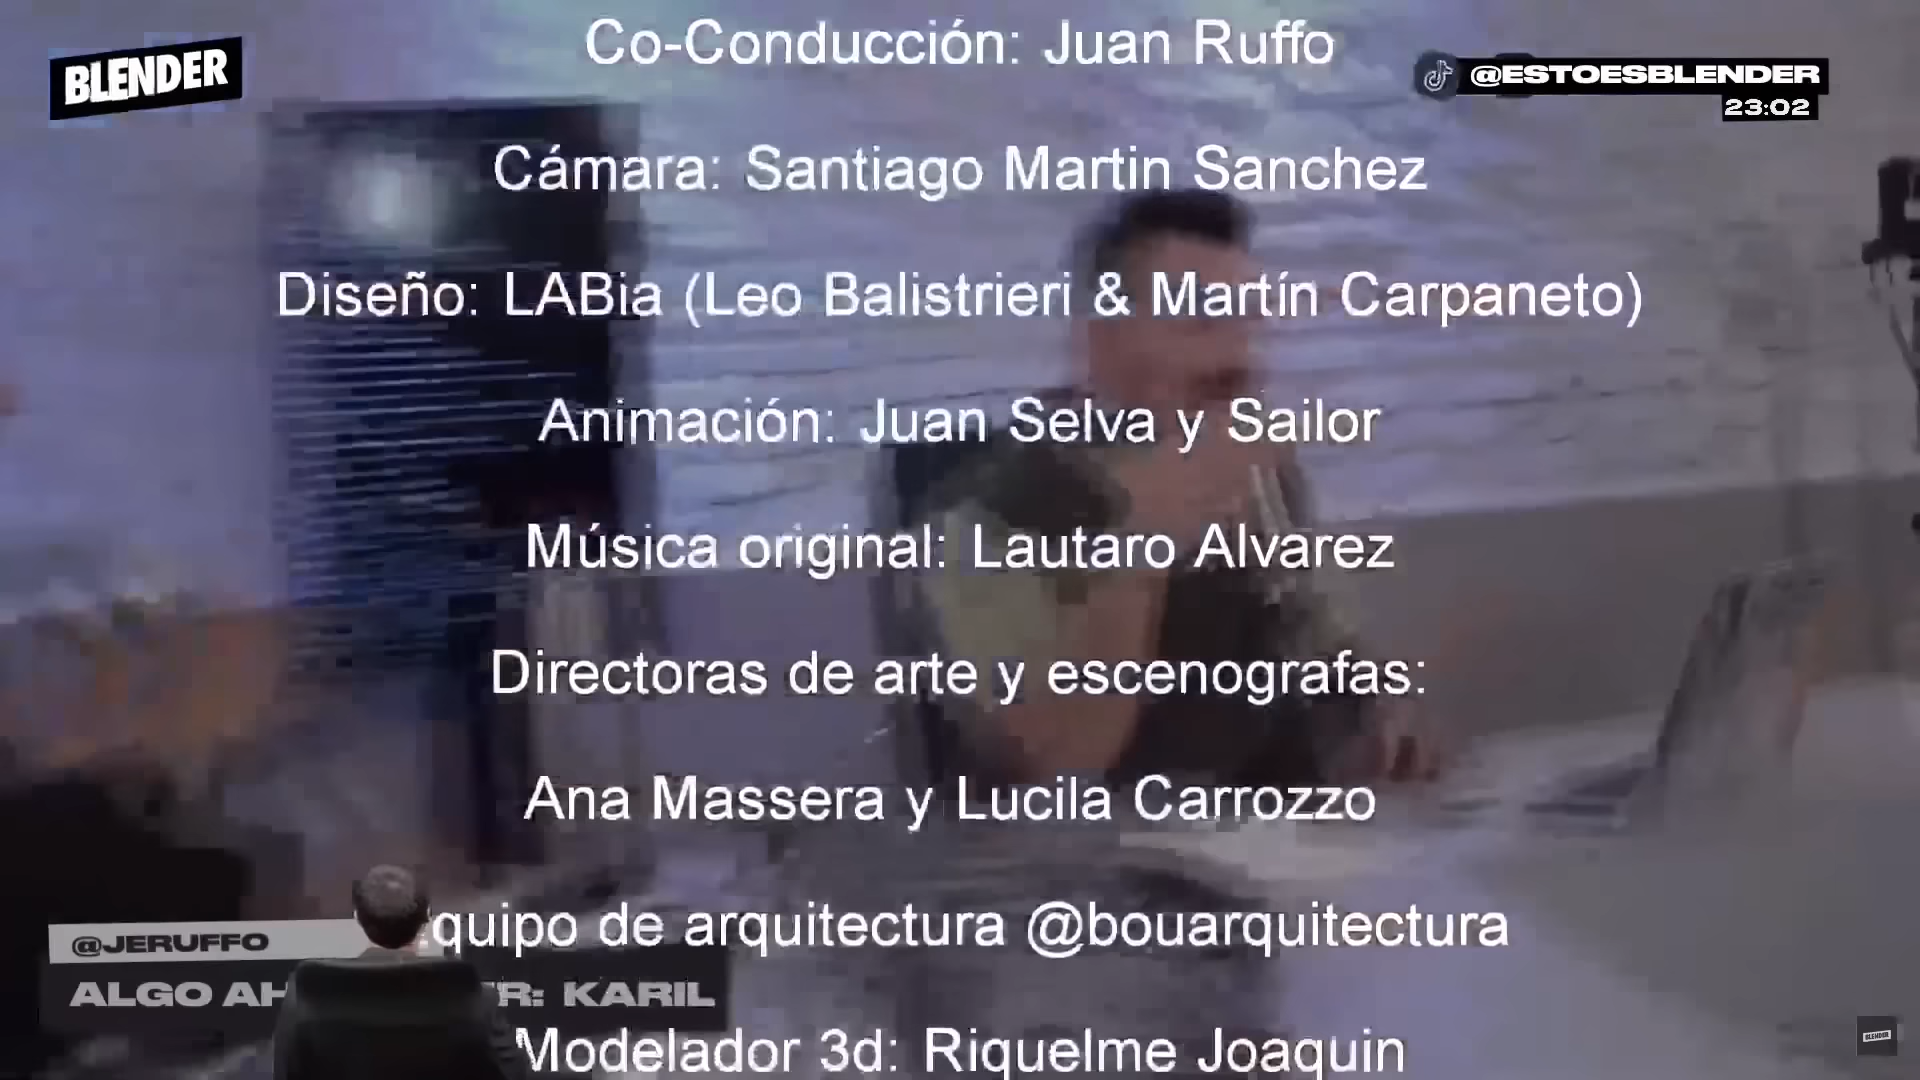 Co-Conducción: Juan Ruffo
BLENDER
@ESTOESBLENDER
23:02
Cámara: Santiago Martin Sanchez
Diseño: LABia (Leo Balistrieri & Martín Carpaneto)
Animación: Juan Selva y Sailor
Música original: Lautaro Alvarez
Directoras de arte y escenografas:
Ana Massera y Lucila Carrozzo
quipo de arquitectura @bouarquitectura
@JERUFFO
ALGO AH R: KARIL
Modelador 3d: Riquelme Joaquin
BLENDER